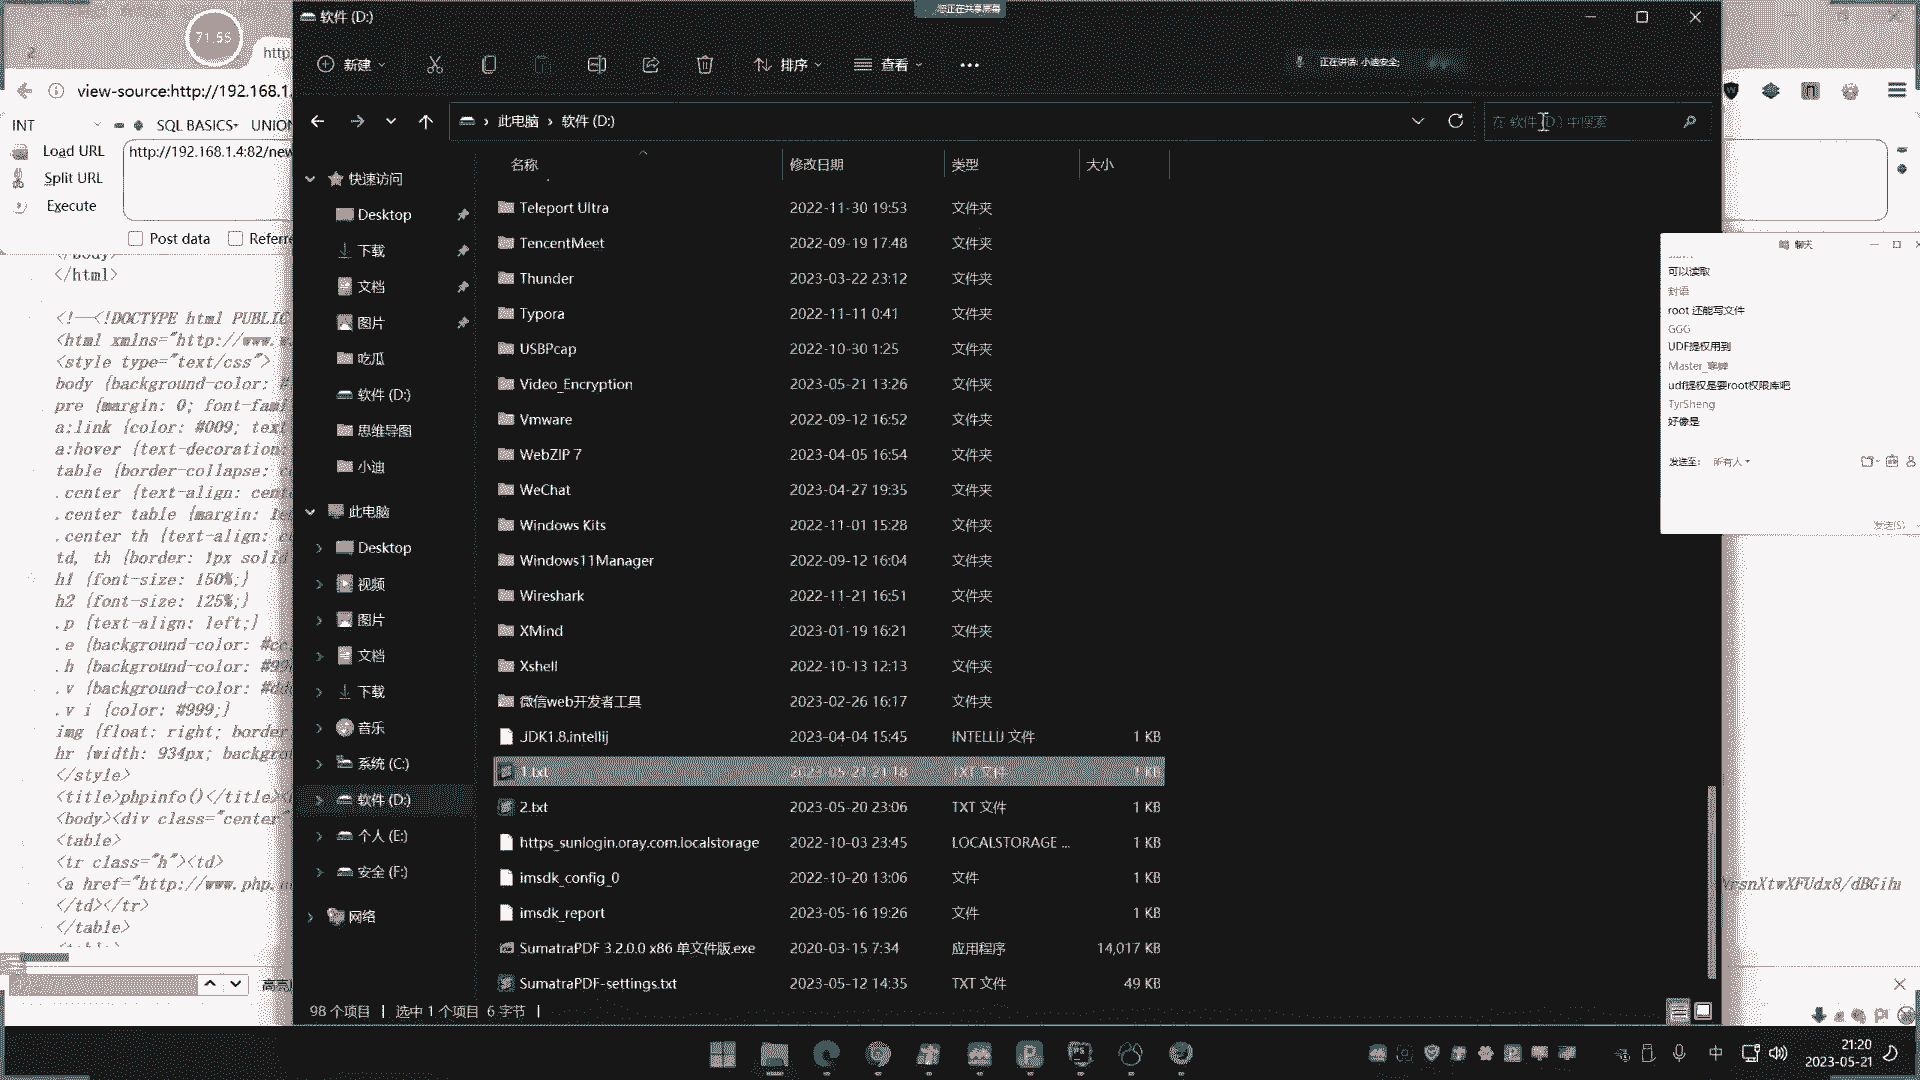 软件 (D:)
您正在共享屏幕
71.55
2
http:
新建
排序
查看
正在讲话: 小迪安全;
view-source:http://192.168.1.
此电脑 › 软件 (D:)
在 软件 (D:) 中搜索
INT
SQL BASICS
UNION
Load URL
http://192.168.1.4:82/new
Split URL
Execute
Post data
Referre
名称
修改日期
类型
大小
快速访问
Desktop
下载
文档
图片
吃瓜
软件 (D:)
思维导图
小迪
此电脑
Desktop
视频
图片
文档
下载
音乐
系统 (C:)
软件 (D:)
个人 (E:)
安全 (F:)
网络
Teleport Ultra 2022-11-30 19:53 文件夹
TencentMeet 2022-09-19 17:48 文件夹
Thunder 2023-03-22 23:12 文件夹
Typora 2022-11-11 0:41 文件夹
USBPcap 2022-10-30 1:25 文件夹
Video_Encryption 2023-05-21 13:26 文件夹
Vmware 2022-09-12 16:52 文件夹
WebZIP 7 2023-04-05 16:54 文件夹
WeChat 2023-04-27 19:35 文件夹
Windows Kits 2022-11-01 15:28 文件夹
Windows11Manager 2022-09-12 16:04 文件夹
Wireshark 2022-11-21 16:51 文件夹
XMind 2023-01-19 16:21 文件夹
Xshell 2022-10-13 12:13 文件夹
微信web开发者工具 2023-02-26 16:17 文件夹
JDK1.8.intellij 2023-04-04 15:45 INTELLIJ 文件 1 KB
1.txt 2023-05-21 21:18 TXT 文件 1 KB
2.txt 2023-05-20 23:06 TXT 文件 1 KB
https_sunlogin.oray.com.localstorage 2022-10-03 23:45 LOCALSTORAGE ... 1 KB
imsdk_config_0 2022-10-20 13:06 文件 1 KB
imsdk_report 2023-05-16 19:26 文件 1 KB
SumatraPDF 3.2.0.0 x86 单文件版.exe 2020-03-15 7:34 应用程序 14,017 KB
SumatraPDF-settings.txt 2023-05-12 14:35 TXT 文件 49 KB
98 个项目 | 选中 1 个项目 6 字节 |
</body>
</html>
<!--<!DOCTYPE html PUBLIC
<html xmlns="http://www.w
<style type="text/css">
body {background-color: #
pre {margin: 0; font-fami
a:link {color: #009; text
a:hover {text-decoration:
table {border-collapse: c
.center {text-align: cent
.center table {margin: le
.center th {text-align: c
td, th {border: 1px solid
h1 {font-size: 150%;}
h2 {font-size: 125%;}
.p {text-align: left;}
.e {background-color: #cc
.h {background-color: #99
.v {background-color: #dd
.v i {color: #999;}
img {float: right; border
hr {width: 934px; backgro
</style>
<title>phpinfo()</title>
<body><div class="center"
<table>
<tr class="h"><td>
<a href="http://www.php.n
</td></tr>
</table>
<table>
聊天
可以读取
封语
root 还能写文件
GGG
UDF提权用到
udf提权是要root权限库吧
TyrSheng
好像是
发送至: 所有人
发送(S)
中
21:20
2023-05-21